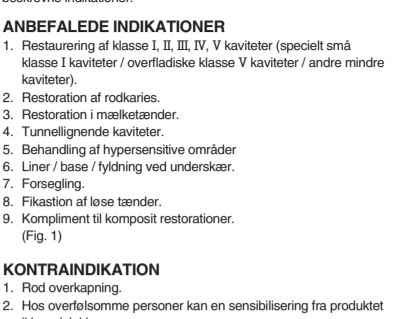 beskrevne indikationer.
ANBEFALEDE INDIKATIONER
1. Restaurering af klasse I, II, III, IV, V kaviteter (specielt små
klasse I kaviteter / overfladiske klasse V kaviteter / andre mindre
kaviteter).
2. Restoration af rodkaries.
3. Restoration i mælketænder.
4. Tunnellignende kaviteter.
5. Behandling af hypersensitive områder
6. Liner / base / fyldning ved underskær.
7. Forsegling.
8. Fikastion af løse tænder.
9. Kompliment til komposit restorationer.
(Fig. 1)
KONTRAINDIKATION
1. Rod overkapning.
2. Hos overfølsomme personer kan en sensibilisering fra produktet